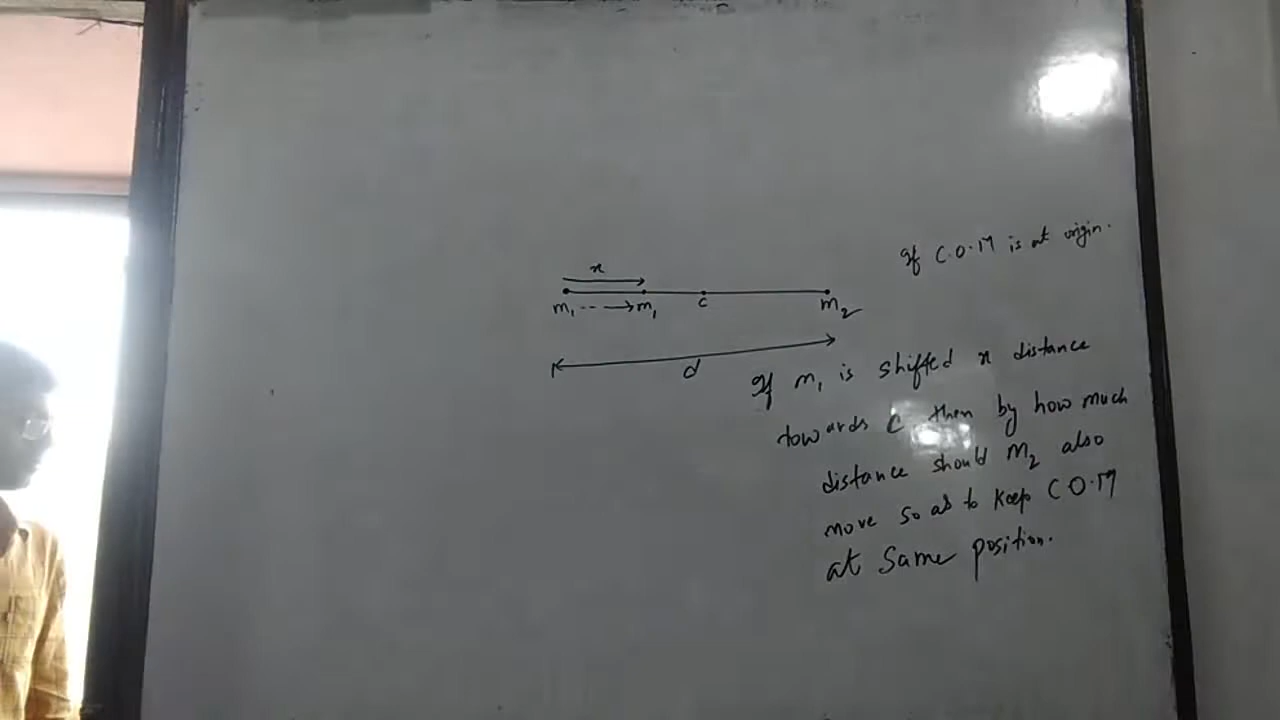 If C.O.M is at origin.
x
m₁ ---→ m₁ c m₂
d
If m₁ is shifted x distance
towards C then by how much
distance should m₂ also
move so as to keep C O.M
at same position.